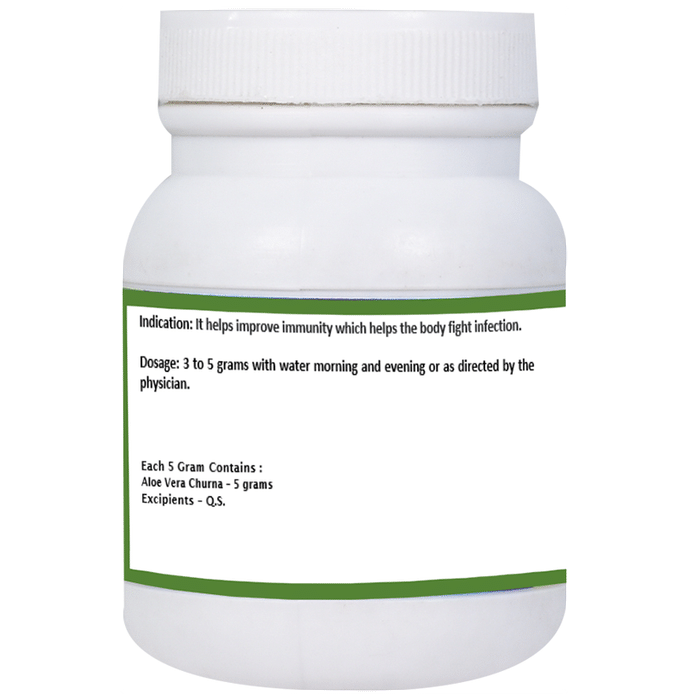 Indication: It helps improve immunity which helps the body fight infection.
Dosage: 3 to 5 grams with water morning and evening or as directed by the
physician.
Each 5 Gram Contains :
Aloe Vera Churna - 5 grams
Excipients - Q.S.